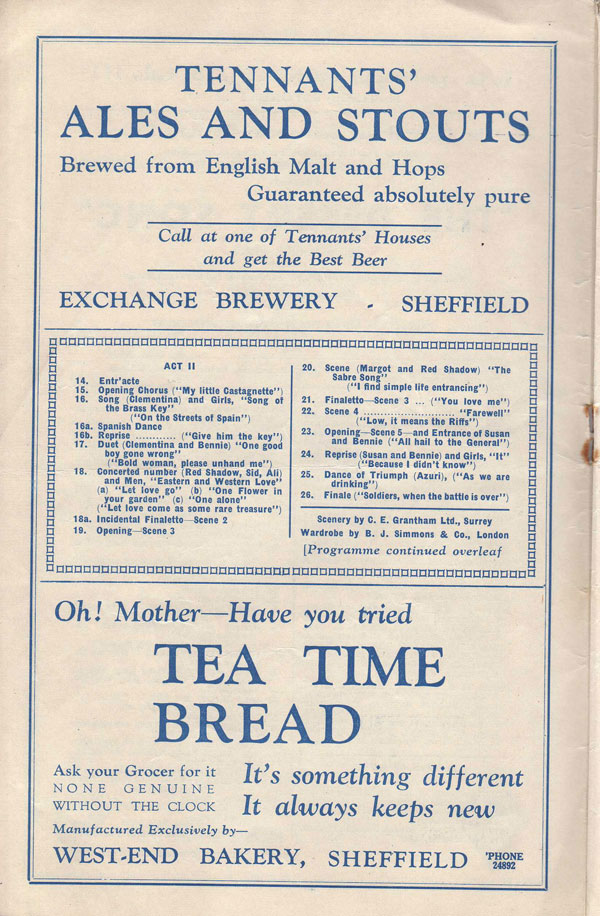 TENNANTS'
ALES AND STOUTS
Brewed from English Malt and Hops
Guaranteed absolutely pure
Call at one of Tennants' Houses
and get the Best Beer
EXCHANGE BREWERY - SHEFFIELD
ACT II
14. Entr'acte
15. Opening Chorus ("My little Castagnette")
16. Song (Clementina) and Girls, "Song of
the Brass Key"
("On the Streets of Spain")
16a. Spanish Dance
16b. Reprise ............ ("Give him the key")
17. Duet (Clementina and Bennie) "One good
boy gone wrong"
("Bold woman, please unhand me")
18. Concerted number (Red Shadow, Sid, Ali)
and Men, "Eastern and Western Love"
(a) "Let love go" (b) "One Flower in
your garden" (c) "One alone"
("Let love come as some rare treasure")
18a. Incidental Finaletto—Scene 2
19. Opening—Scene 3
20. Scene (Margot and Red Shadow) "The
Sabre Song"
("I find simple life entrancing")
21. Finaletto—Scene 3 ... ("You love me")
22. Scene 4 ........................ "Farewell"
("Low, it means the Riffs")
23. Opening—Scene 5—and Entrance of Susan
and Bennie ("All hail to the General")
24. Reprise (Susan and Bennie) and Girls, "It"
("Because I didn't know")
25. Dance of Triumph (Azuri), ("As we are
drinking")
26. Finale ("Soldiers, when the battle is over")
Scenery by C. E. Grantham Ltd., Surrey
Wardrobe by B. J. Simmons & Co., London
[Programme continued overleaf
Oh! Mother—Have you tried
TEA TIME
BREAD
Ask your Grocer for it
NONE GENUINE
WITHOUT THE CLOCK
It's something different
It always keeps new
Manufactured Exclusively by—
WEST-END BAKERY, SHEFFIELD 'PHONE
24892